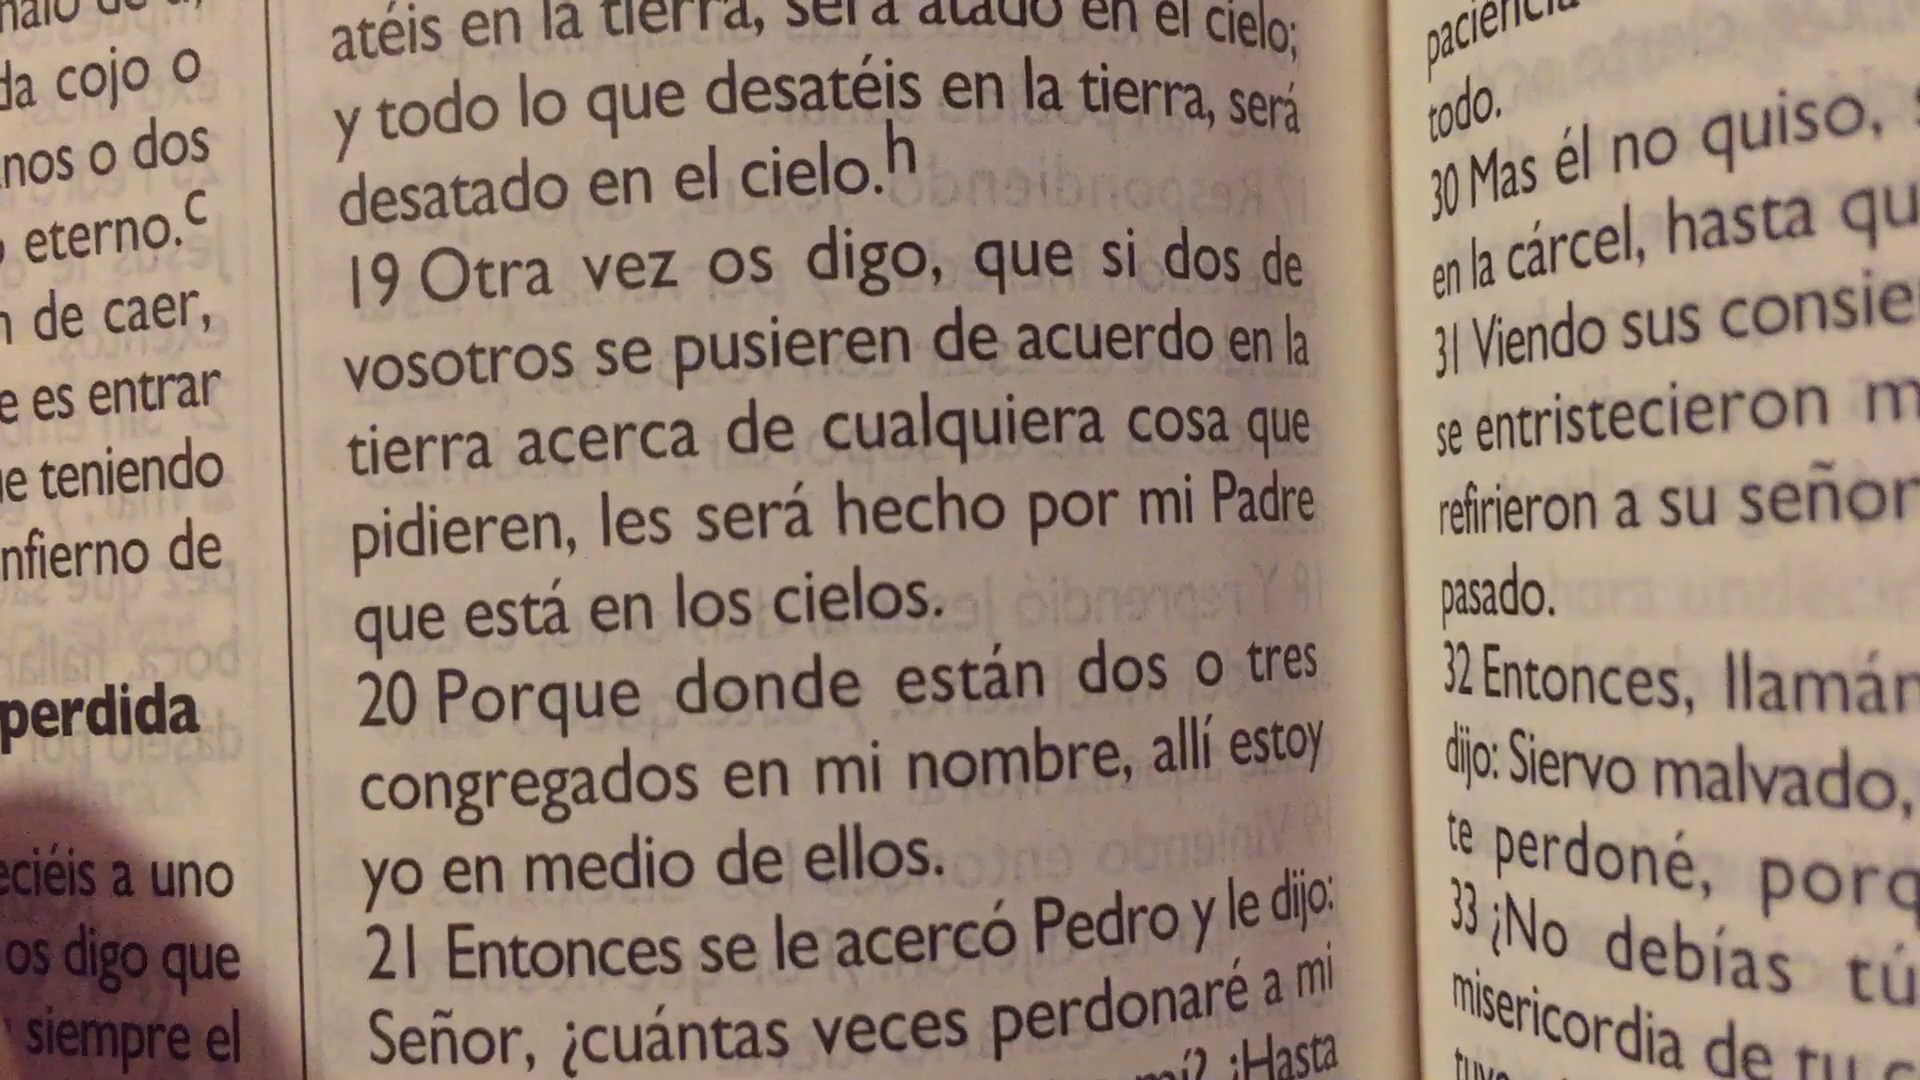 da cojo o
nos o dos
eterno.c
de caer,
e es entrar
teniendo
nfierno de
perdida
eciéis a uno
os digo que
siempre el
atéis en la tierra, será atado en el cielo;
y todo lo que desatéis en la tierra, será
desatado en el cielo.h
19 Otra vez os digo, que si dos de
vosotros se pusieren de acuerdo en la
tierra acerca de cualquiera cosa que
pidieren, les será hecho por mi Padre
que está en los cielos.
20 Porque donde están dos o tres
congregados en mi nombre, allí estoy
yo en medio de ellos.
21 Entonces se le acercó Pedro y le dijo:
Señor, ¿cuántas veces perdonaré a mi
mí? ¿Hasta
paciencia
todo.
30 Mas él no quiso,
en la cárcel, hasta qu
31 Viendo sus consie
se entristecieron m
refirieron a su señor
pasado.
32 Entonces, llamán
dijo: Siervo malvado,
te perdoné, porq
33 ¿No debías tú
misericordia de tu c